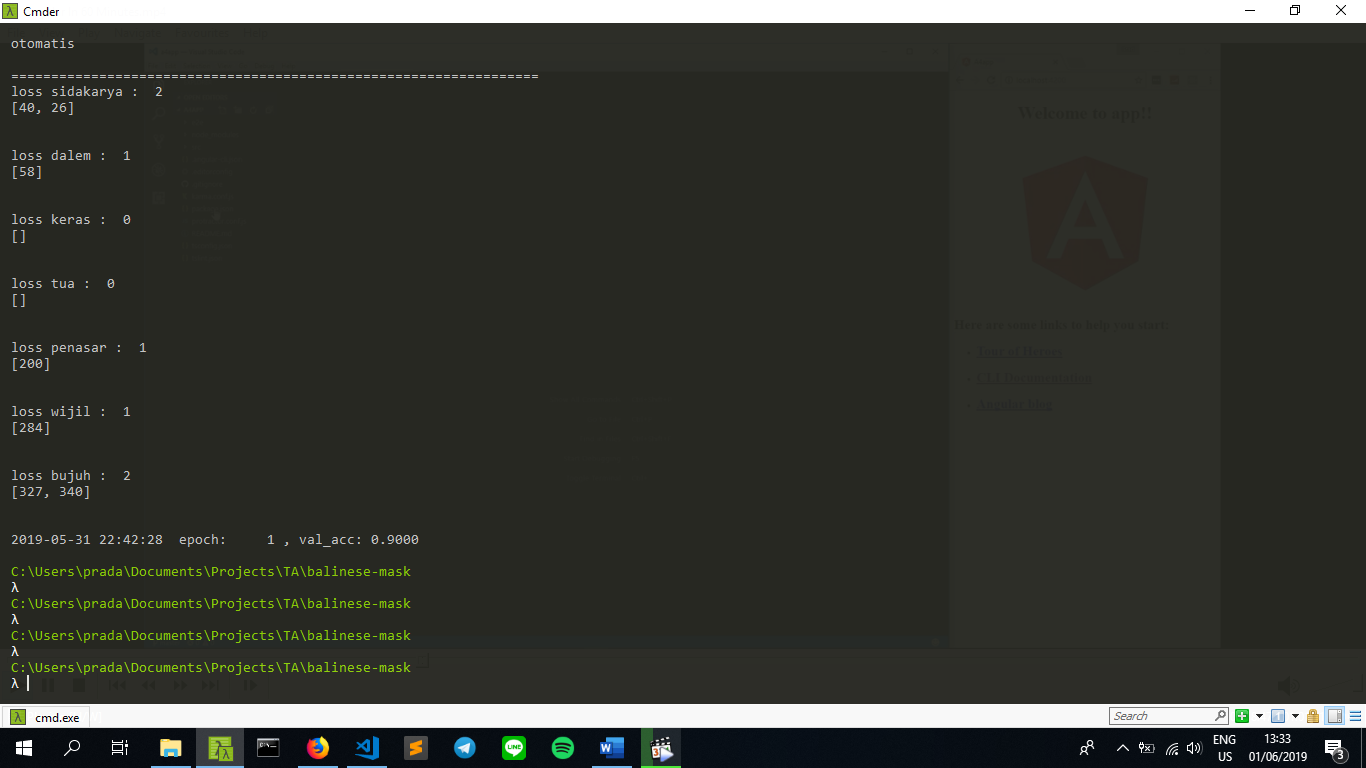 Cmder
otomatis
==================================================================
loss sidakarya :  2
[40, 26]
loss dalem :  1
[58]
loss keras :  0
[]
loss tua :  0
[]
loss penasar :  1
[200]
loss wijil :  1
[284]
loss bujuh :  2
[327, 340]
2019-05-31 22:42:28  epoch:     1 , val_acc: 0.9000
C:\Users\prada\Documents\Projects\TA\balinese-mask
λ
C:\Users\prada\Documents\Projects\TA\balinese-mask
λ
C:\Users\prada\Documents\Projects\TA\balinese-mask
λ
C:\Users\prada\Documents\Projects\TA\balinese-mask
λ
Welcome to app!!
Here are some links to help you start:
Tour of Heroes
CLI Documentation
Angular blog
cmd.exe
Search
ENG
US
13:33
01/06/2019
3